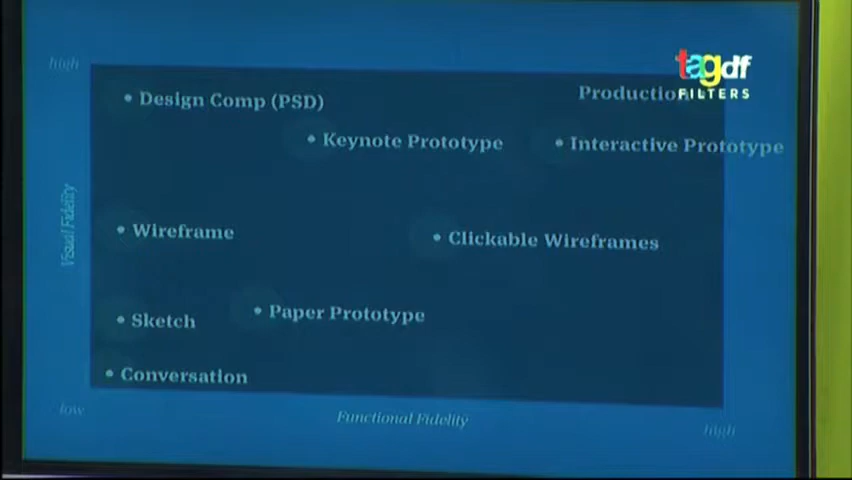 high
tagdf
FILTERS
Production
• Design Comp (PSD)
• Keynote Prototype
• Interactive Prototype
Visual Fidelity
• Wireframe
• Clickable Wireframes
• Paper Prototype
• Sketch
• Conversation
low
Functional Fidelity
high